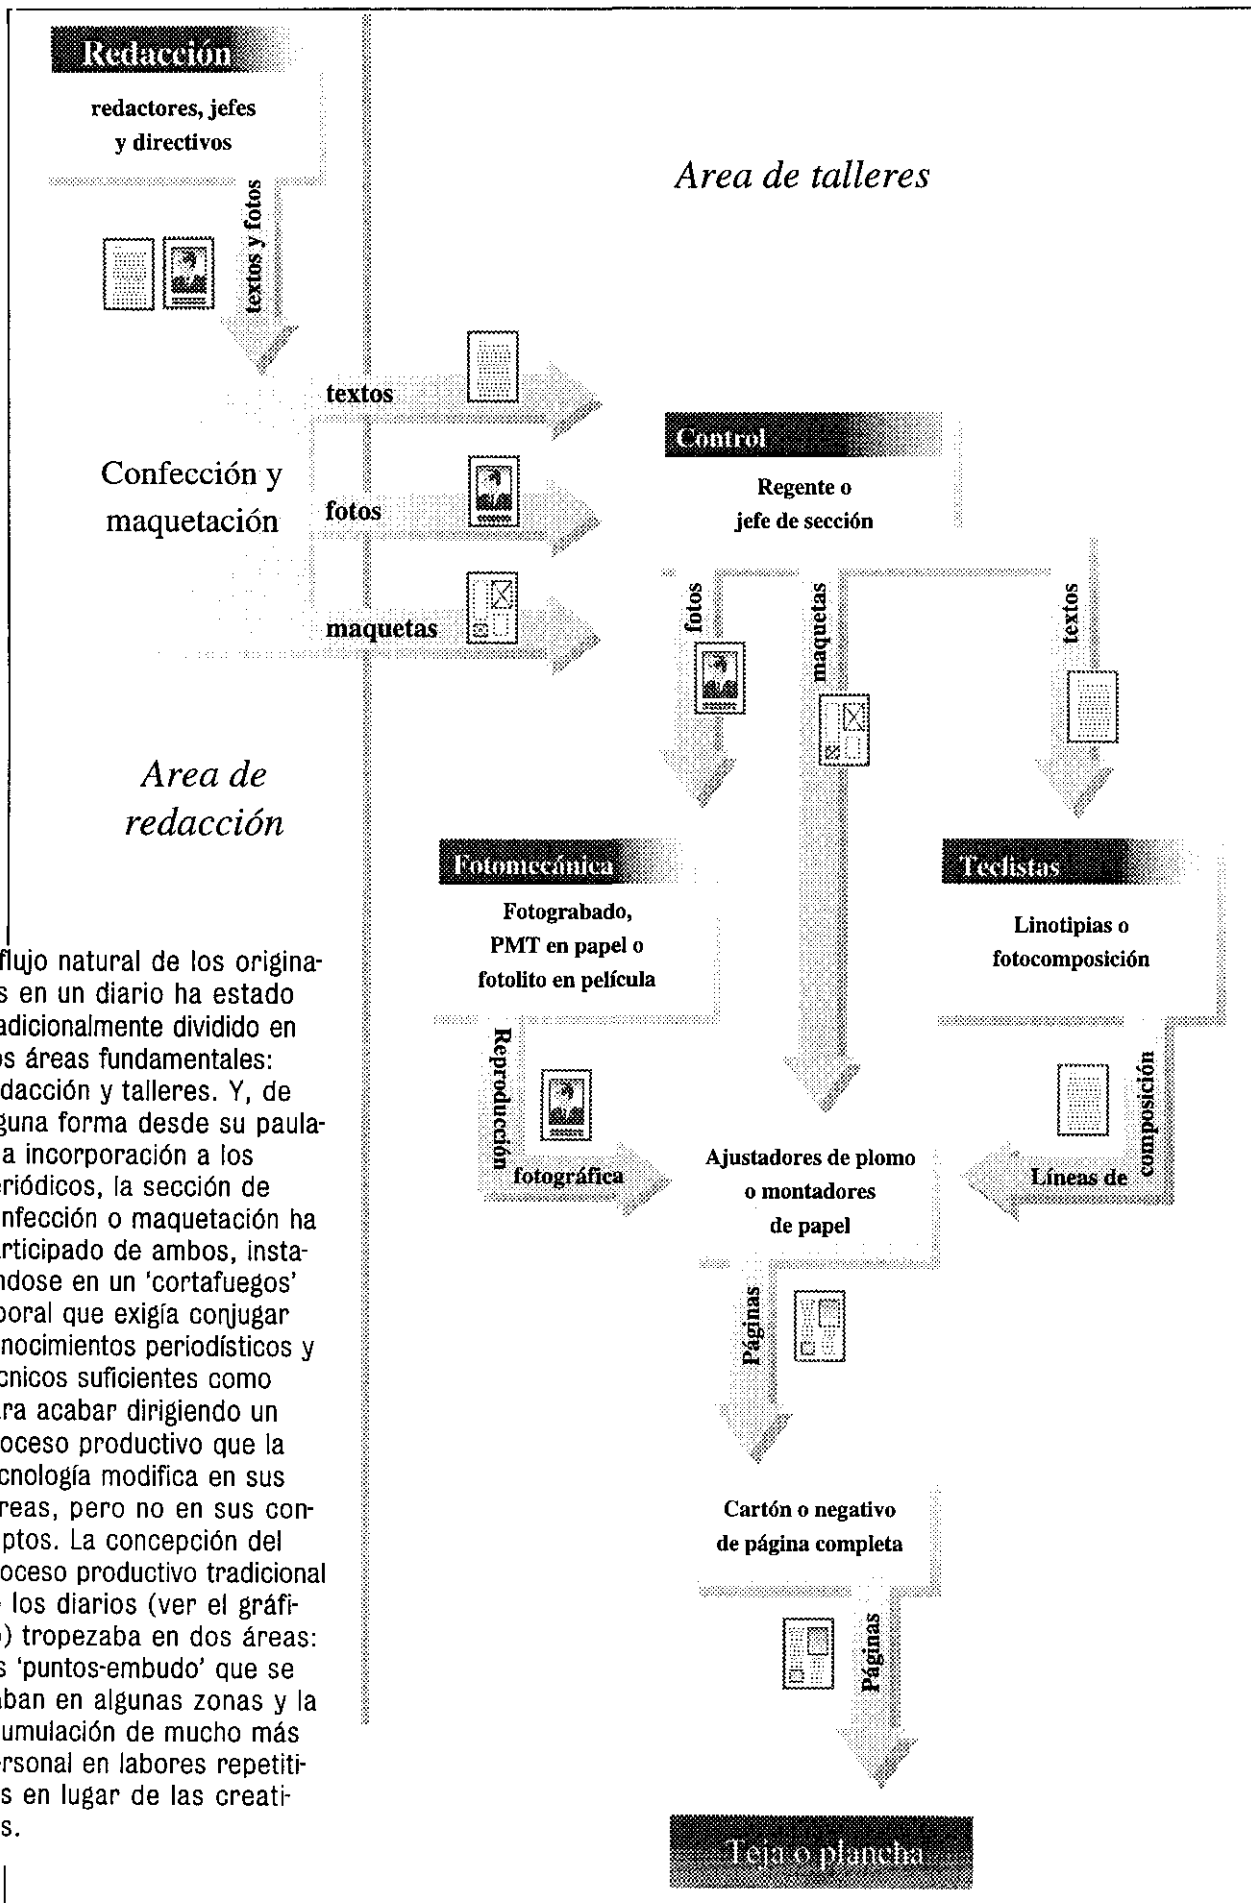 Redacción
redactores, jefes
y directivos
textos y fotos
Area de talleres
textos
Confección y
maquetación
fotos
maquetas
Control
Regente o
jefe de sección
fotos
maquetas
textos
Area de
redacción
Fotomecánica
Fotograbado,
PMT en papel o
fotolito en película
Teclistas
Linotipias o
fotocomposición
Reproducción
fotográfica
Líneas de
composición
Ajustadores de plomo
o montadores
de papel
Páginas
Cartón o negativo
de página completa
Páginas
Teja o plancha
flujo natural de los origina-
s en un diario ha estado
adicionalmente dividido en
os áreas fundamentales:
dacción y talleres. Y, de
guna forma desde su paula-
a incorporación a los
eriódicos, la sección de
nfección o maquetación ha
articipado de ambos, insta-
ndose en un 'cortafuegos'
boral que exigía conjugar
nocimientos periodísticos y
cnicos suficientes como
ara acabar dirigiendo un
oceso productivo que la
cnología modifica en sus
reas, pero no en sus con-
ptos. La concepción del
oceso productivo tradicional
los diarios (ver el gráfi-
o) tropezaba en dos áreas:
s 'puntos-embudo' que se
aban en algunas zonas y la
umulación de mucho más
ersonal en labores repetiti-
s en lugar de las creati-
s.